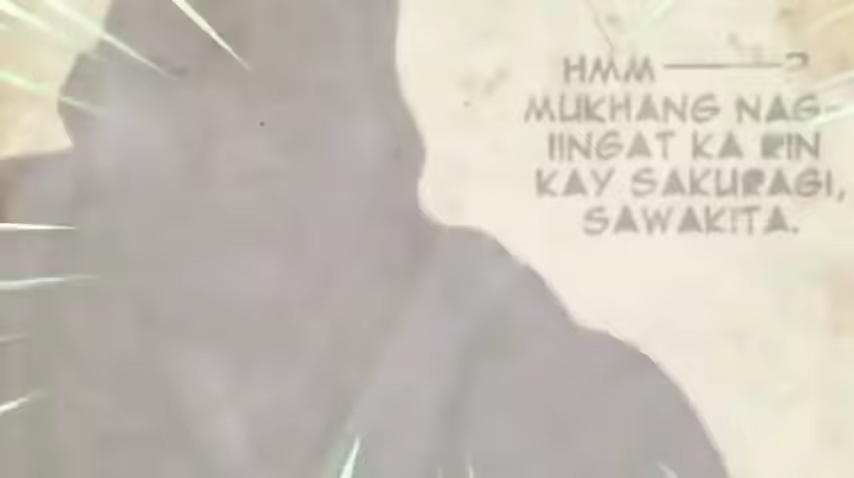 HMM ———?
MUKHANG NAG-
IINGAT KA RIN
KAY SAKURAGI,
SAWAKITA.